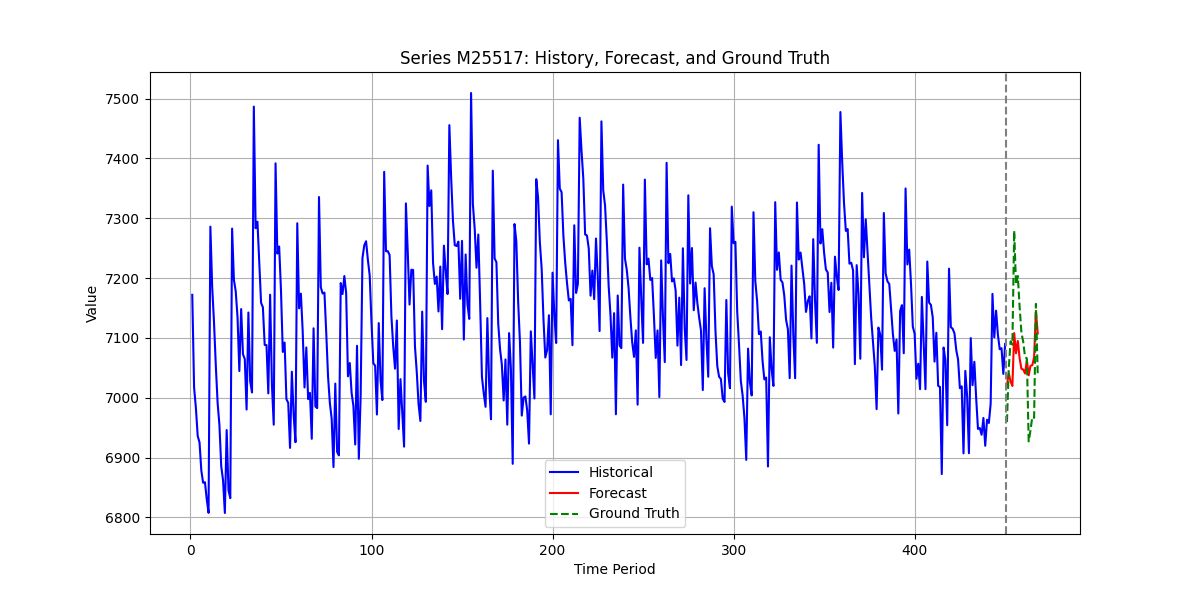 Series M25517: History, Forecast, and Ground Truth
7500
7400
7300
7200
7100
7000
6900
6800
Value
0 100 200 300 400
Time Period
Historical
Forecast
Ground Truth